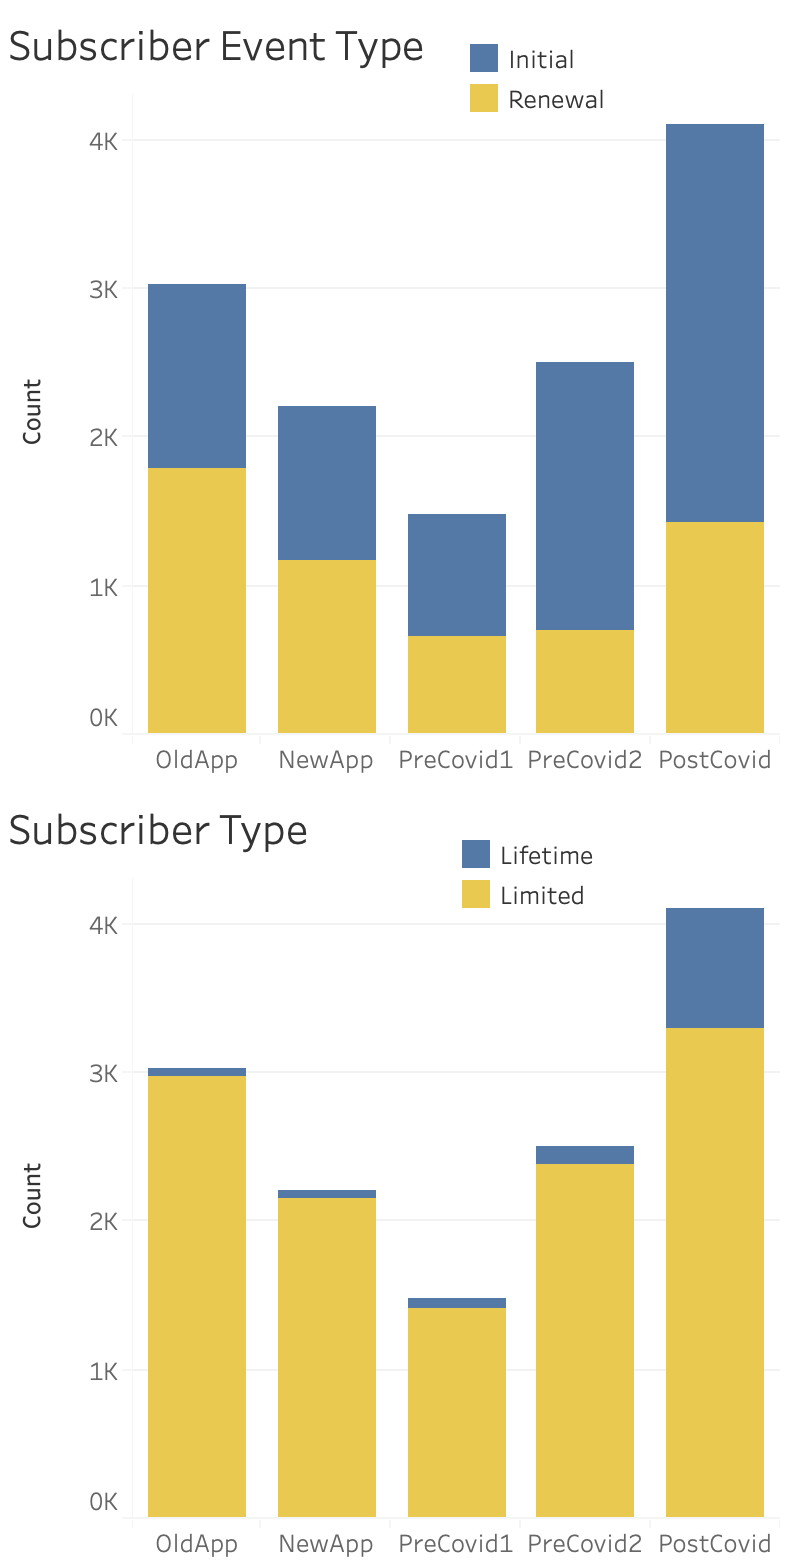 Subscriber Event Type
Initial
Renewal
4K
3K
2K
1K
0K
Count
OldApp NewApp PreCovid1 PreCovid2 PostCovid
Subscriber Type
Lifetime
Limited
4K
3K
2K
1K
0K
Count
OldApp NewApp PreCovid1 PreCovid2 PostCovid